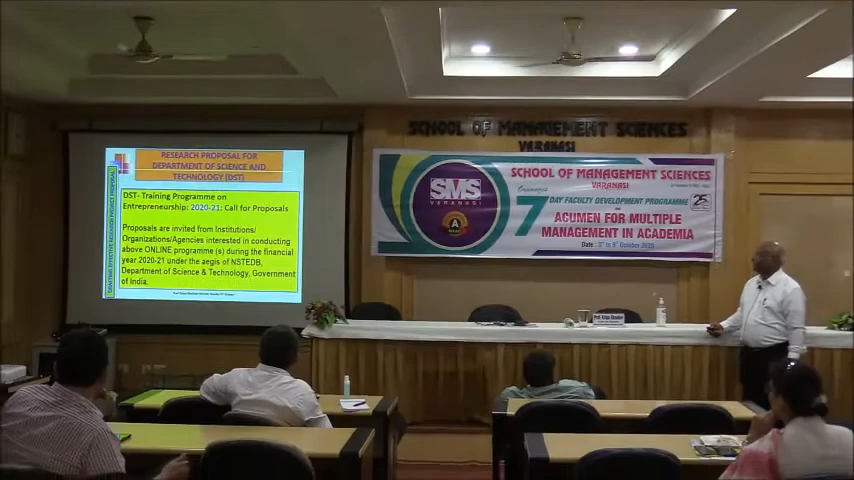 RESEARCH PROPOSAL FOR
DEPARTMENT OF SCIENCE AND
TECHNOLOGY (DST)
DST- Training Programme on
Entrepreneurship: 2020-21: Call for Proposals
Proposals are invited from Institutions/
Organizations/Agencies interested in conducting
above ONLINE programme (s) during the financial
year 2020-21 under the aegis of NSTEDB,
Department of Science & Technology, Government
of India.
SCHOOL OF MANAGEMENT SCIENCES
VARANASI
SMS
VARANASI
A
SCHOOL OF MANAGEMENT SCIENCES
VARANASI
Organises
7 DAY FACULTY DEVELOPMENT PROGRAMME
ACUMEN FOR MULTIPLE
MANAGEMENT IN ACADEMIA
25